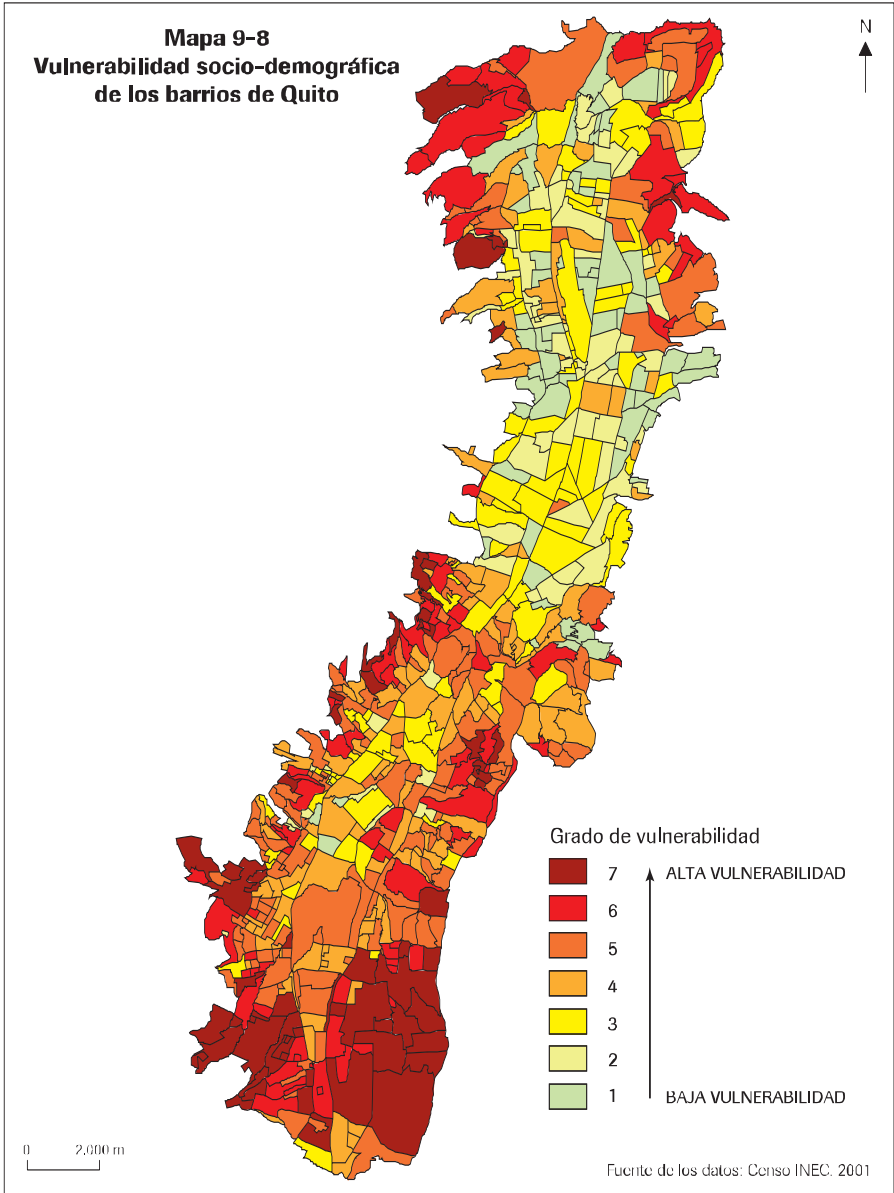 Mapa 9-8
Vulnerabilidad socio-demográfica
de los barrios de Quito
N
Grado de vulnerabilidad
7 ALTA VULNERABILIDAD
6
5
4
3
2
1 BAJA VULNERABILIDAD
0 2,000 m
Fuente de los datos: Censo INEC. 2001